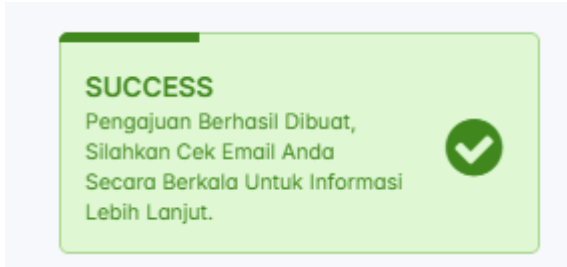 SUCCESS
Pengajuan Berhasil Dibuat,
Silahkan Cek Email Anda
Secara Berkala Untuk Informasi
Lebih Lanjut.